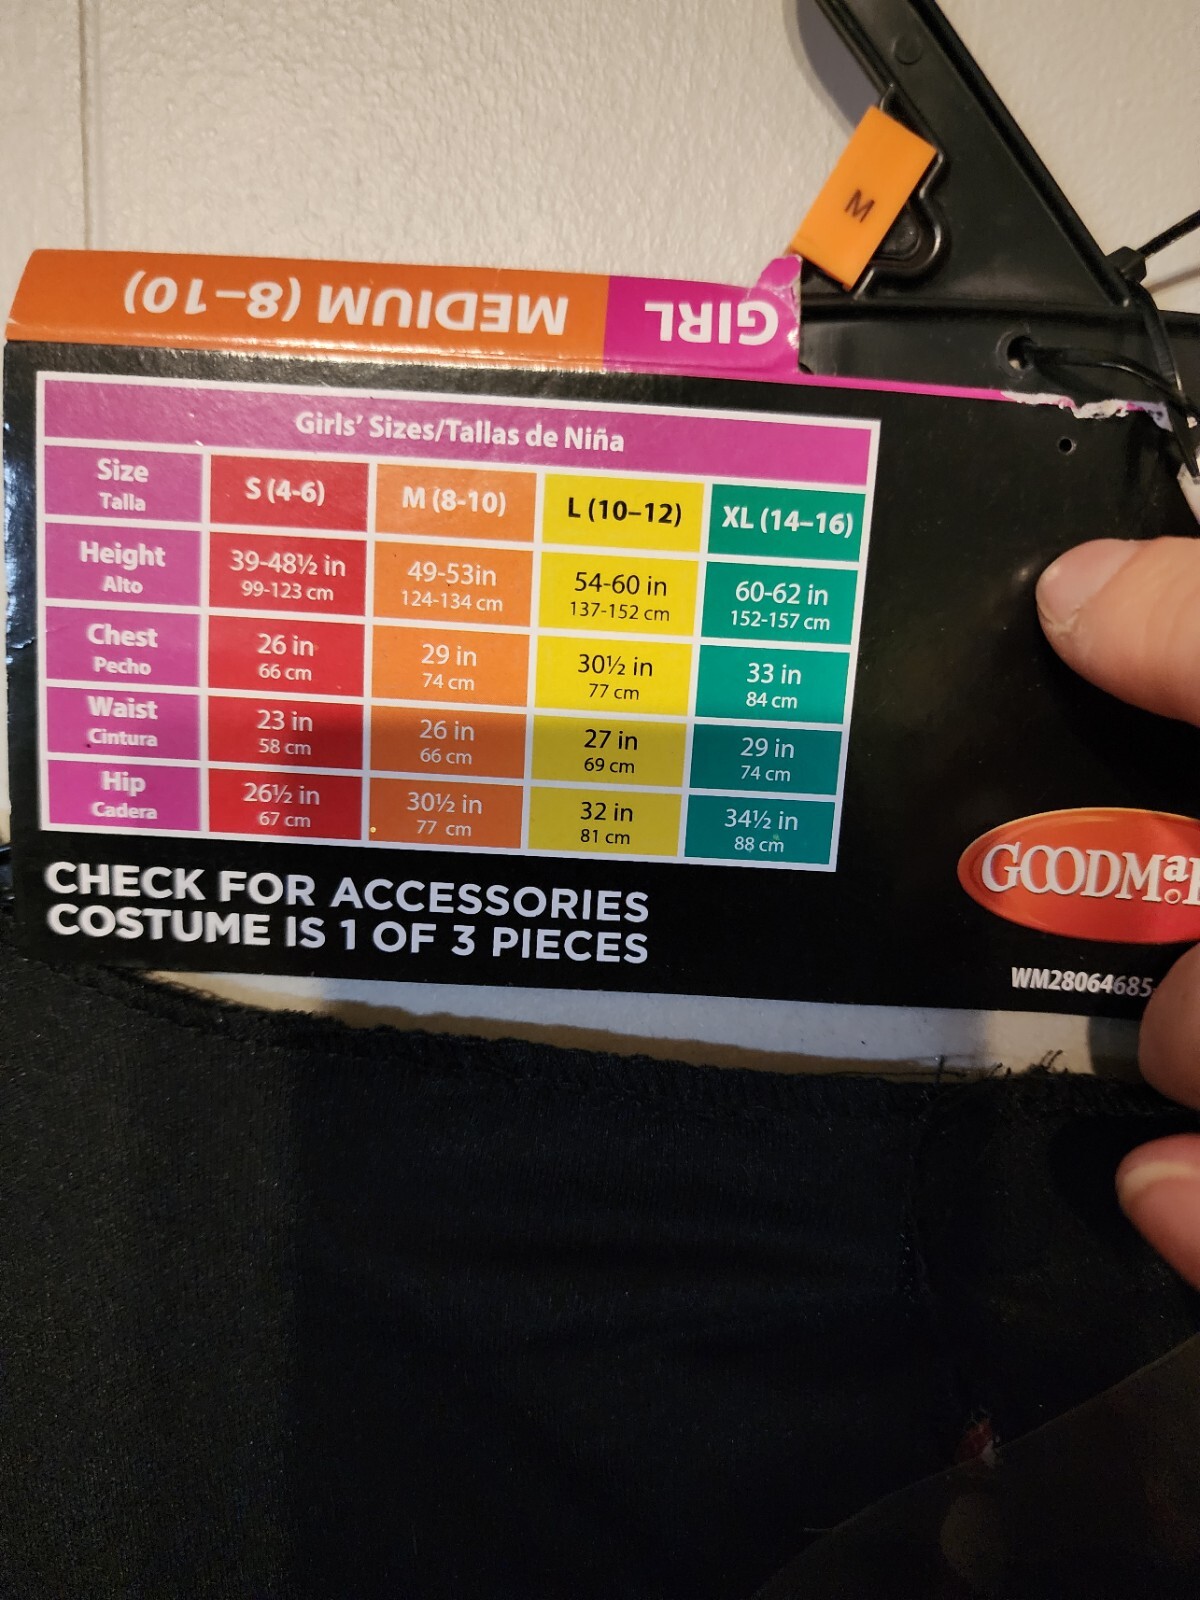 M
GIRL MEDIUM (8-10)
Girls' Sizes/Tallas de Niña
Size
Talla
S (4-6)
M (8-10)
L (10–12)
XL (14–16)
Height
Alto
39-48½ in
99-123 cm
49-53in
124-134 cm
54-60 in
137-152 cm
60-62 in
152-157 cm
Chest
Pecho
26 in
66 cm
29 in
74 cm
30½ in
77 cm
33 in
84 cm
Waist
Cintura
23 in
58 cm
26 in
66 cm
27 in
69 cm
29 in
74 cm
Hip
Cadera
26½ in
67 cm
30½ in
77 cm
32 in
81 cm
34½ in
88 cm
CHECK FOR ACCESSORIES
COSTUME IS 1 OF 3 PIECES
WM28064685